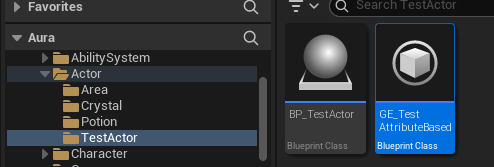 Favorites
Aura
AbilitySystem
Actor
Area
Crystal
Potion
TestActor
Character
Search TestActor
BP_TestActor
Blueprint Class
GE_Test
AttributeBased
Blueprint Class